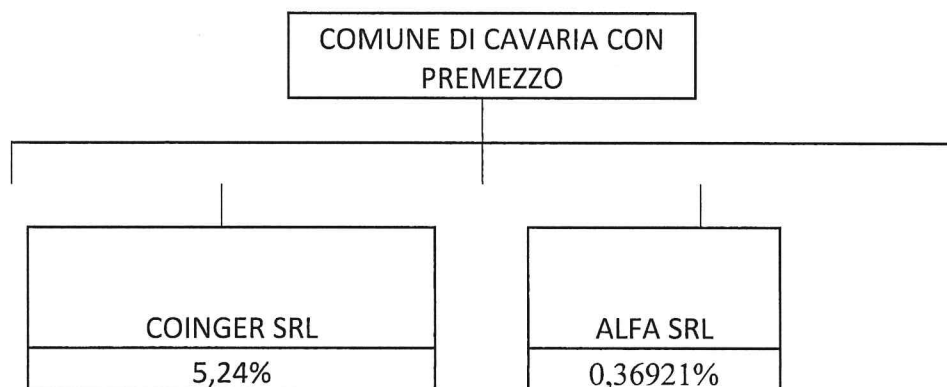 COMUNE DI CAVARIA CON
PREMEZZO
COINGER SRL
ALFA SRL
5,24%
0,36921%